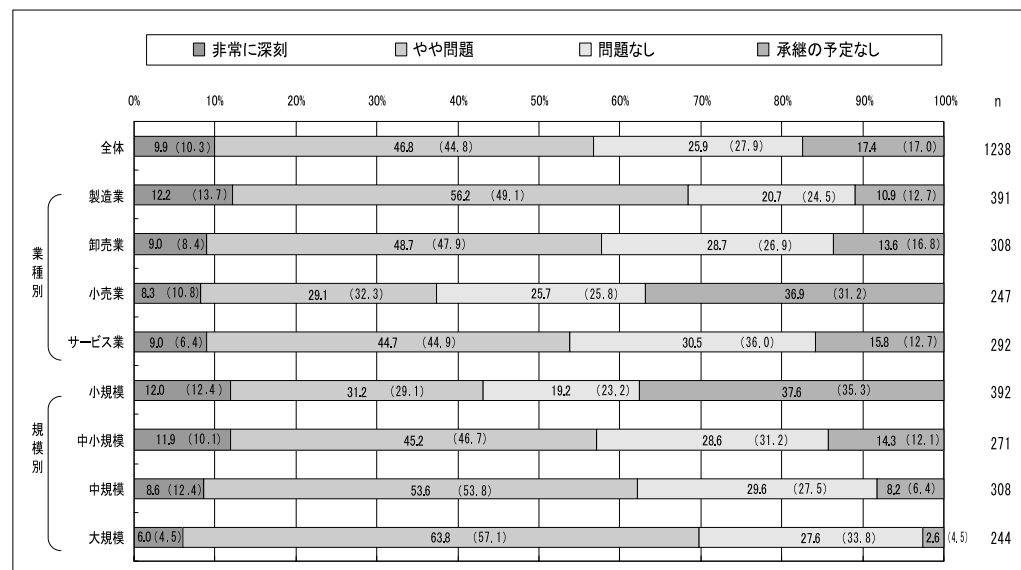 非常に深刻 やや問題 問題なし 承継の予定なし
0% 10% 20% 30% 40% 50% 60% 70% 80% 90% 100% n
全体 9.9 (10.3) 46.8 (44.8) 25.9 (27.9) 17.4 (17.0) 1238
業種別
製造業 12.2 (13.7) 56.2 (49.1) 20.7 (24.5) 10.9 (12.7) 391
卸売業 9.0 (8.4) 48.7 (47.9) 28.7 (26.9) 13.6 (16.8) 308
小売業 8.3 (10.8) 29.1 (32.3) 25.7 (25.8) 36.9 (31.2) 247
サービス業 9.0 (6.4) 44.7 (44.9) 30.5 (36.0) 15.8 (12.7) 292
規模別
小規模 12.0 (12.4) 31.2 (29.1) 19.2 (23.2) 37.6 (35.3) 392
中小規模 11.9 (10.1) 45.2 (46.7) 28.6 (31.2) 14.3 (12.1) 271
中規模 8.6 (12.4) 53.6 (53.8) 29.6 (27.5) 8.2 (6.4) 308
大規模 6.0 (4.5) 63.8 (57.1) 27.6 (33.8) 2.6 (4.5) 244